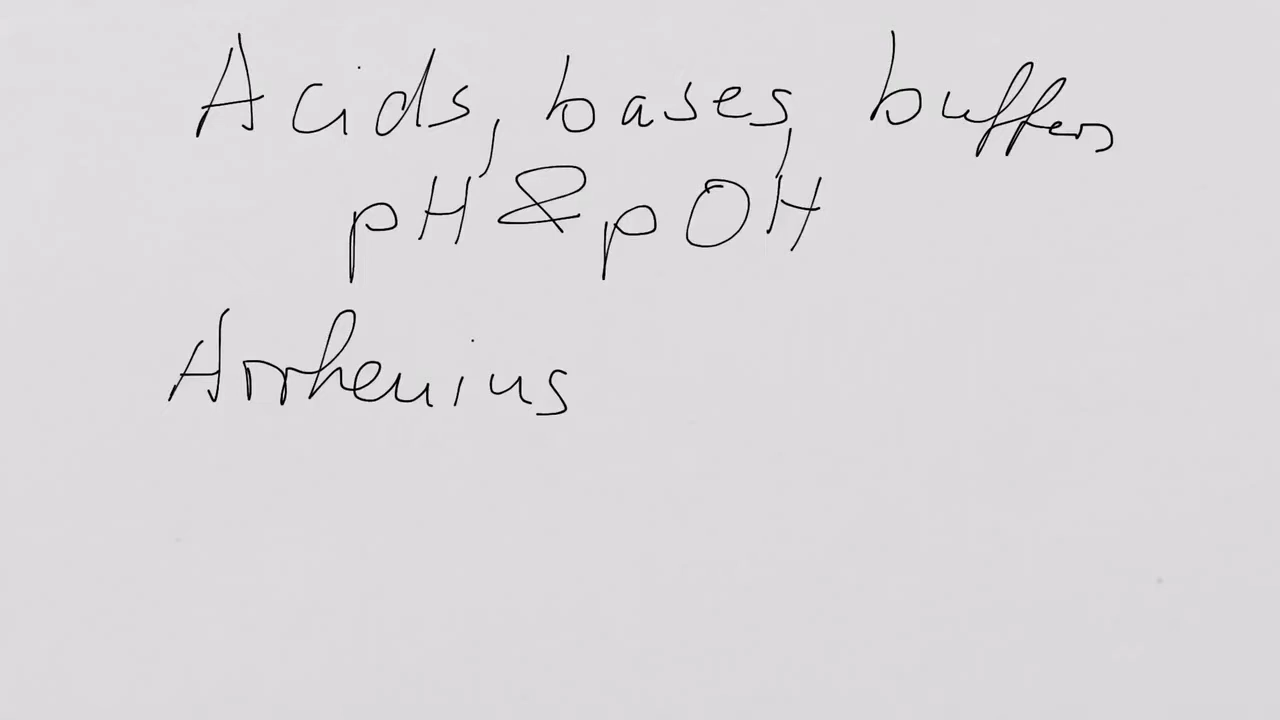 Acids, bases, buffers
pH & pOH
Arrhenius